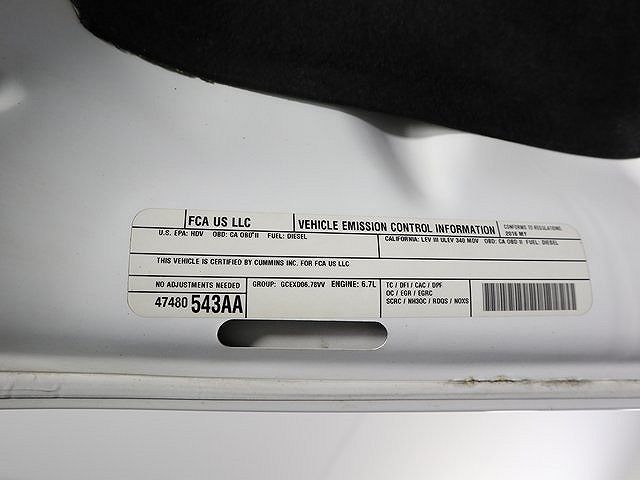 FCA US LLC
VEHICLE EMISSION CONTROL INFORMATION
CONFORMS TO REGULATIONS:
2016 MY
U.S. EPA: HDV OBD: CA OBD II FUEL: DIESEL
CALIFORNIA: LEV III ULEV 340 MDV OBD: CA OBD II FUEL: DIESEL
THIS VEHICLE IS CERTIFIED BY CUMMINS INC. FOR FCA US LLC
NO ADJUSTMENTS NEEDED
47480 543AA
GROUP: GCEXD06.78VV ENGINE: 6.7L
TC / DFI / CAC / DPF
OC / EGR / EGRC
SCRC / NH3OC / RDQS / NOXS